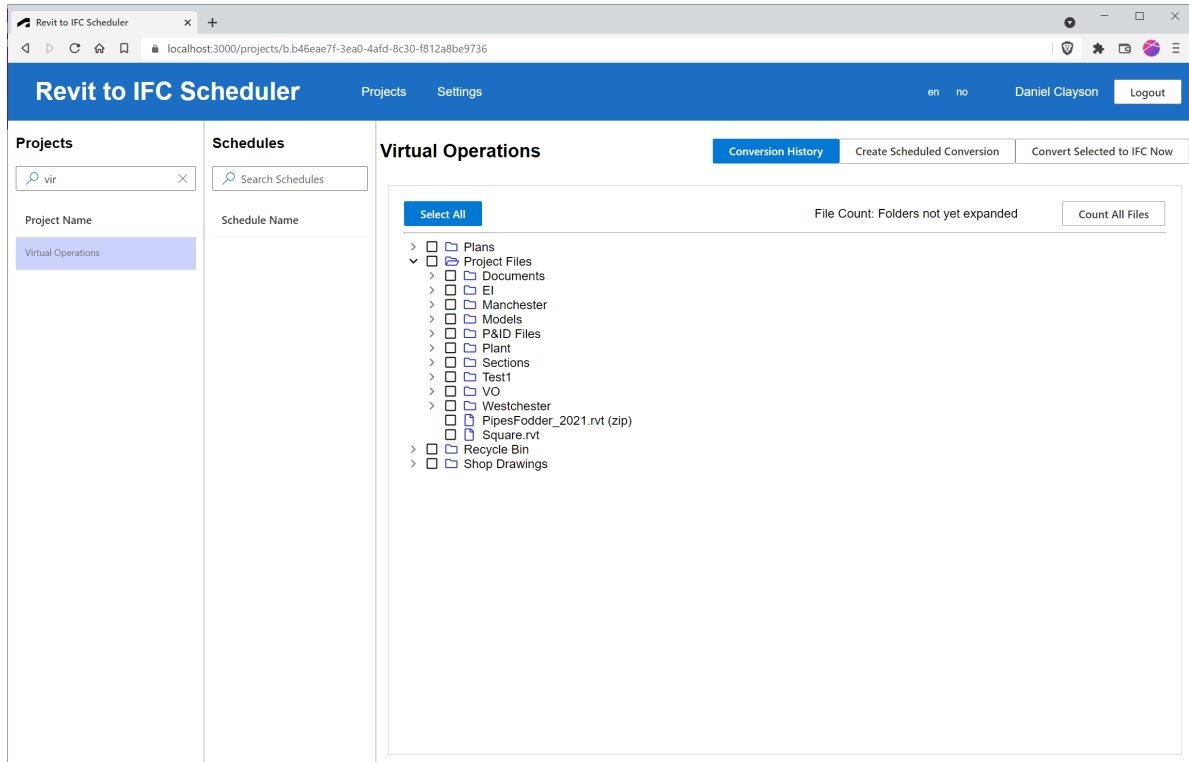 Revit to IFC Scheduler
localhost:3000/projects/b.b46eae7f-3ea0-4afd-8c30-f812a8be9736
Revit to IFC Scheduler
Projects
Settings
en
no
Daniel Clayson
Logout
Projects
vir
Project Name
Virtual Operations
Schedules
Search Schedules
Schedule Name
Virtual Operations
Conversion History
Create Scheduled Conversion
Convert Selected to IFC Now
Select All
File Count: Folders not yet expanded
Count All Files
Plans
Project Files
Documents
EI
Manchester
Models
P&ID Files
Plant
Sections
Test1
VO
Westchester
PipesFodder_2021.rvt (zip)
Square.rvt
Recycle Bin
Shop Drawings